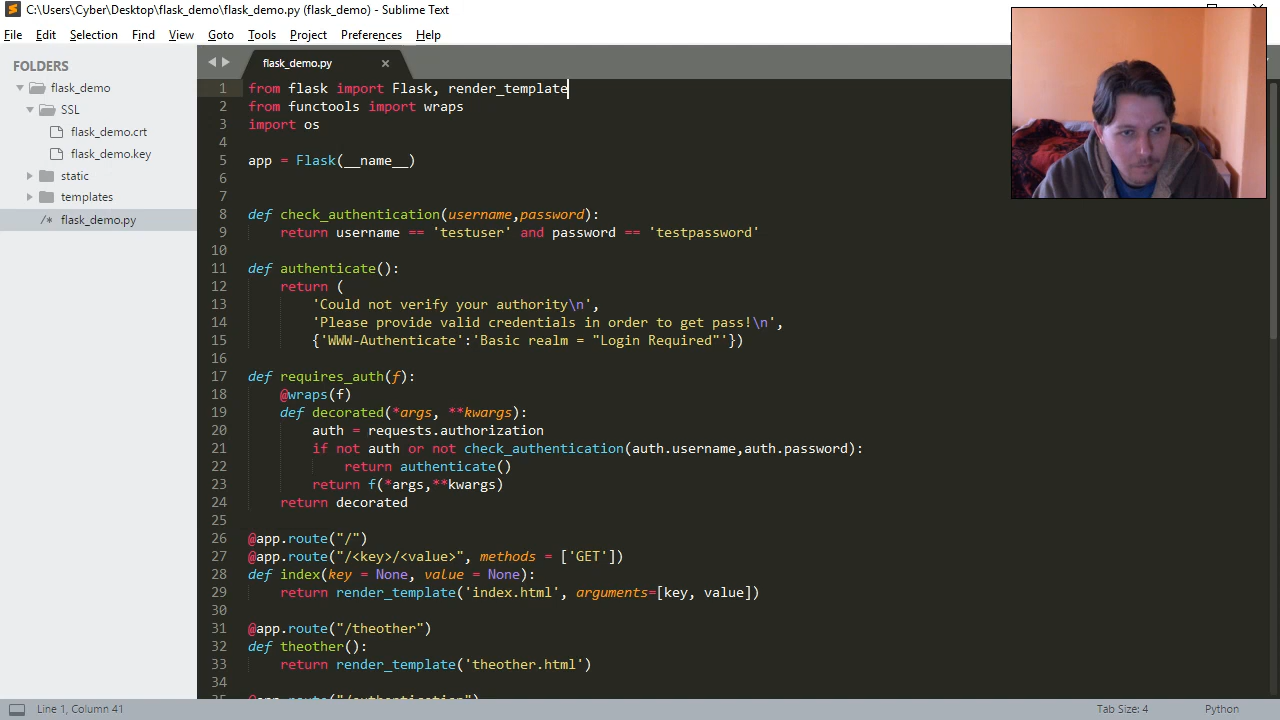 C:\Users\Cyber\Desktop\flask_demo\flask_demo.py (flask_demo) - Sublime Text
File Edit Selection Find View Goto Tools Project Preferences Help
FOLDERS
flask_demo
SSL
flask_demo.crt
flask_demo.key
static
templates
/* flask_demo.py
flask_demo.py ×
1 from flask import Flask, render_template
2 from functools import wraps
3 import os
4
5 app = Flask(__name__)
6
7
8 def check_authentication(username,password):
9 return username == 'testuser' and password == 'testpassword'
10
11 def authenticate():
12 return (
13 'Could not verify your authority\n',
14 'Please provide valid credentials in order to get pass!\n',
15 {'WWW-Authenticate':'Basic realm = "Login Required"'})
16
17 def requires_auth(f):
18 @wraps(f)
19 def decorated(*args, **kwargs):
20 auth = requests.authorization
21 if not auth or not check_authentication(auth.username,auth.password):
22 return authenticate()
23 return f(*args,**kwargs)
24 return decorated
25
26 @app.route("/")
27 @app.route("/<key>/<value>", methods = ['GET'])
28 def index(key = None, value = None):
29 return render_template('index.html', arguments=[key, value])
30
31 @app.route("/theother")
32 def theother():
33 return render_template('theother.html')
34
35 @app.route("/authentication")
Line 1, Column 41
Tab Size: 4
Python